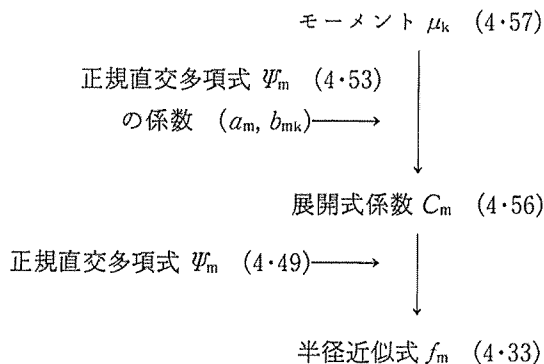 モーメント μk (4・57)
正規直交多項式 Ψm (4・53)
の係数 (am, bmk)
展開式係数 Cm (4・56)
正規直交多項式 Ψm (4・49)
半径近似式 fm (4・33)